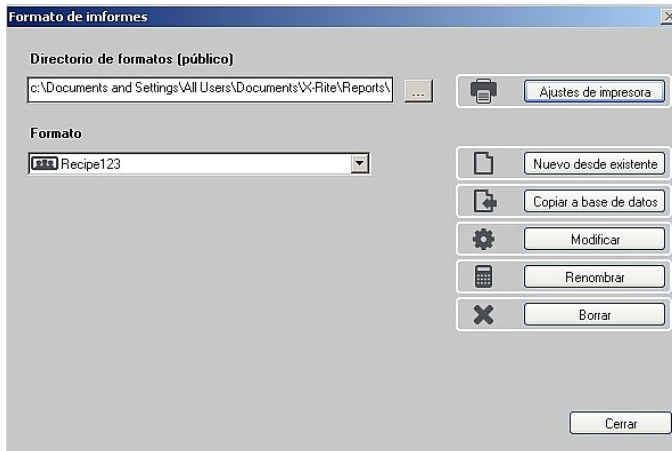 Formato de imformes
Directorio de formatos (público)
c:\Documents and Settings\All Users\Documents\X-Rite\Reports\
...
Ajustes de impresora
Formato
Recipe123
Nuevo desde existente
Copiar a base de datos
Modificar
Renombrar
Borrar
Cerrar